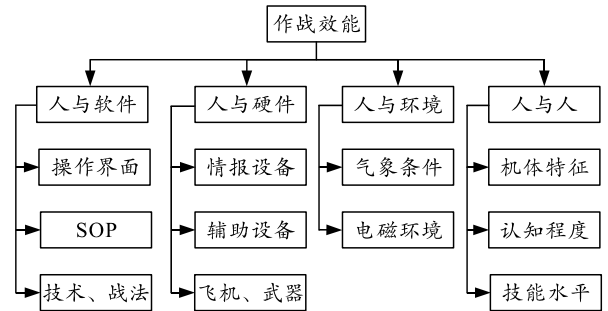 作战效能
人与软件
人与硬件
人与环境
人与人
操作界面
情报设备
气象条件
机体特征
SOP
辅助设备
电磁环境
认知程度
技术、战法
飞机、武器
技能水平